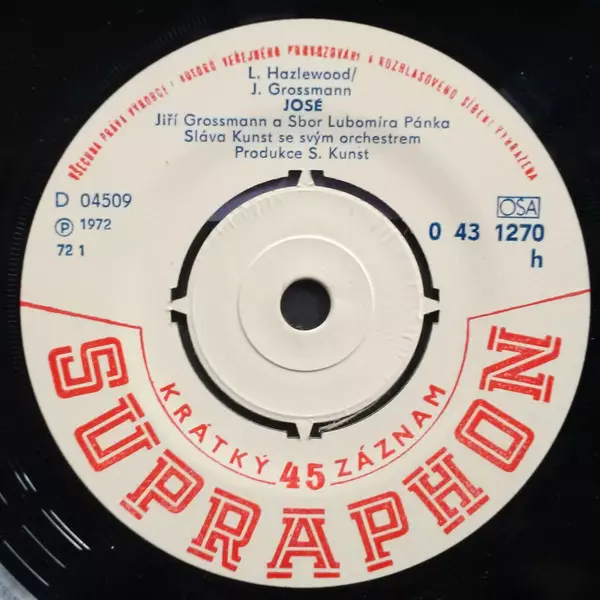 VŠECHNA PRÁVA VÝROBCE I AUTORŮ VEŘEJNÉHO PROVOZOVÁNÍ A ROZHLASOVÉHO ŠÍŘENÍ VYHRAZENA
L. Hazlewood/
J. Grossmann
JOSÉ
Jiří Grossmann a Sbor Lubomíra Pánka
Sláva Kunst se svým orchestrem
Produkce S. Kunst
D 04509
Ⓟ 1972
72 1
OSA
0 43 1270
h
KRÁTKÝ 45 ZÁZNAM
SUPRAPHON